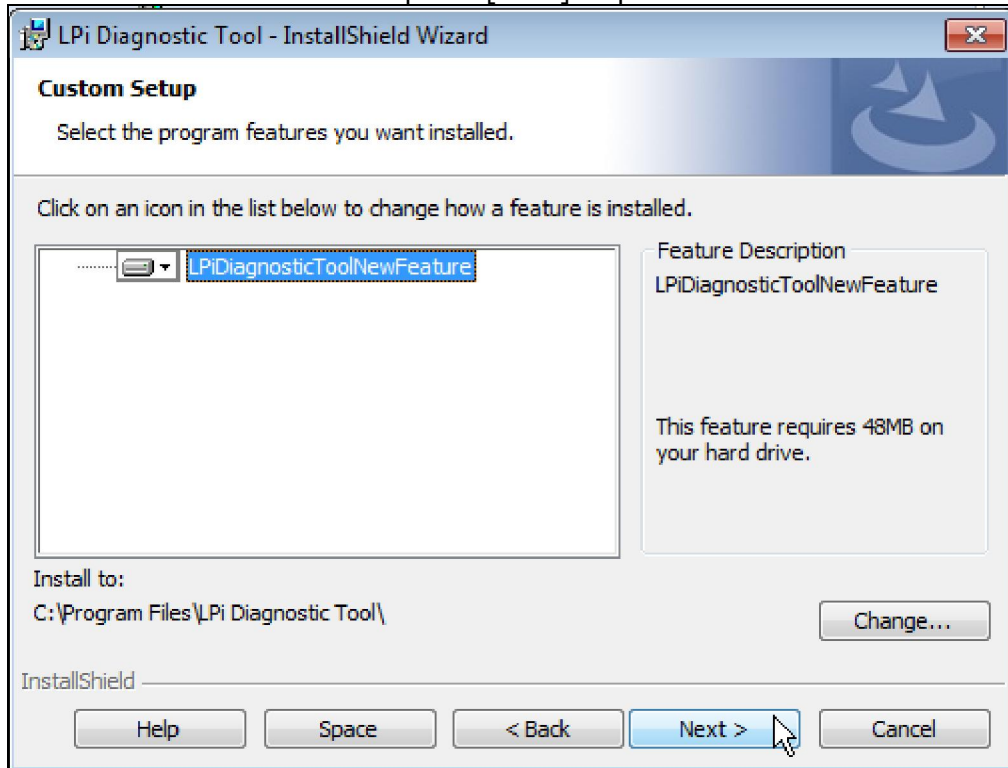 LPi Diagnostic Tool - InstallShield Wizard
Custom Setup
Select the program features you want installed.
Click on an icon in the list below to change how a feature is installed.
LPiDiagnosticToolNewFeature
Feature Description
LPiDiagnosticToolNewFeature
This feature requires 48MB on
your hard drive.
Install to:
C:\Program Files\LPi Diagnostic Tool\
Change...
InstallShield
Help
Space
< Back
Next >
Cancel